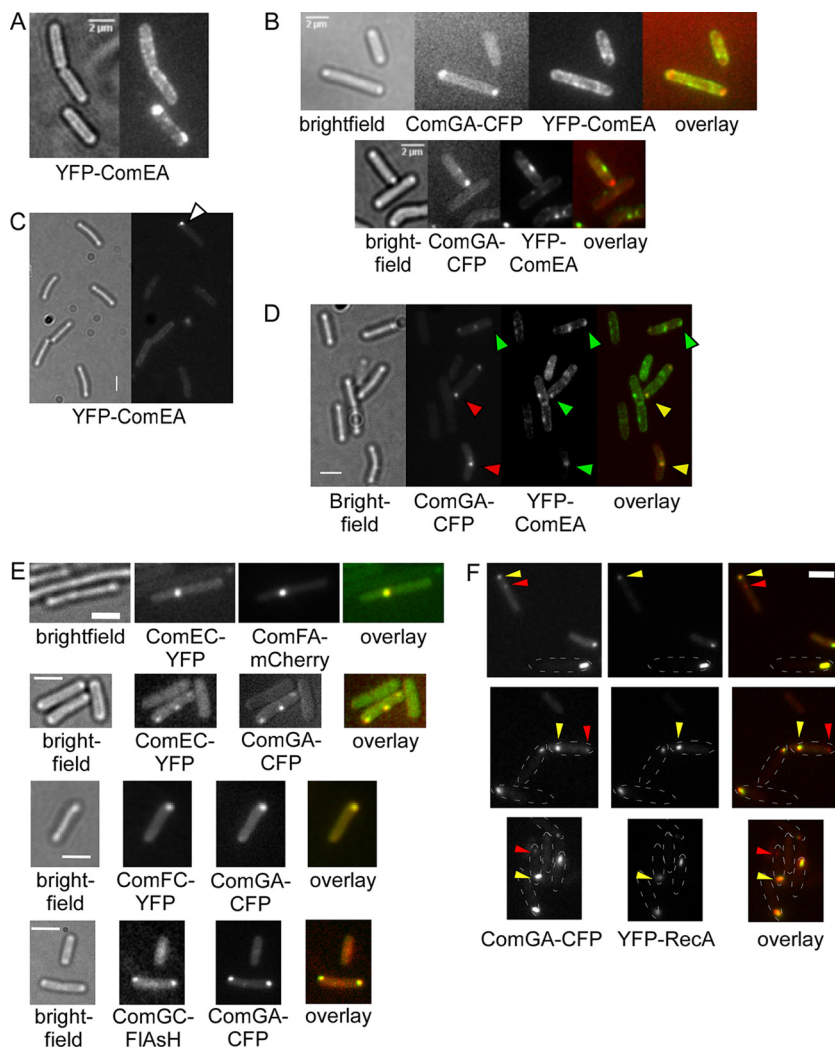 A
2 µm
YFP-ComEA
B
2 µm
brightfield ComGA-CFP YFP-ComEA overlay
2 µm
bright- ComGA- YFP- overlay
field CFP ComEA
C
YFP-ComEA
D
Bright- ComGA- YFP- overlay
field CFP ComEA
E
brightfield ComEC- ComFA- overlay
YFP mCherry
bright- ComEC- ComGA- overlay
field YFP CFP
bright- ComFC- ComGA- overlay
field YFP CFP
bright- ComGC- ComGA- overlay
field FlAsH CFP
F
ComGA-CFP YFP-RecA overlay